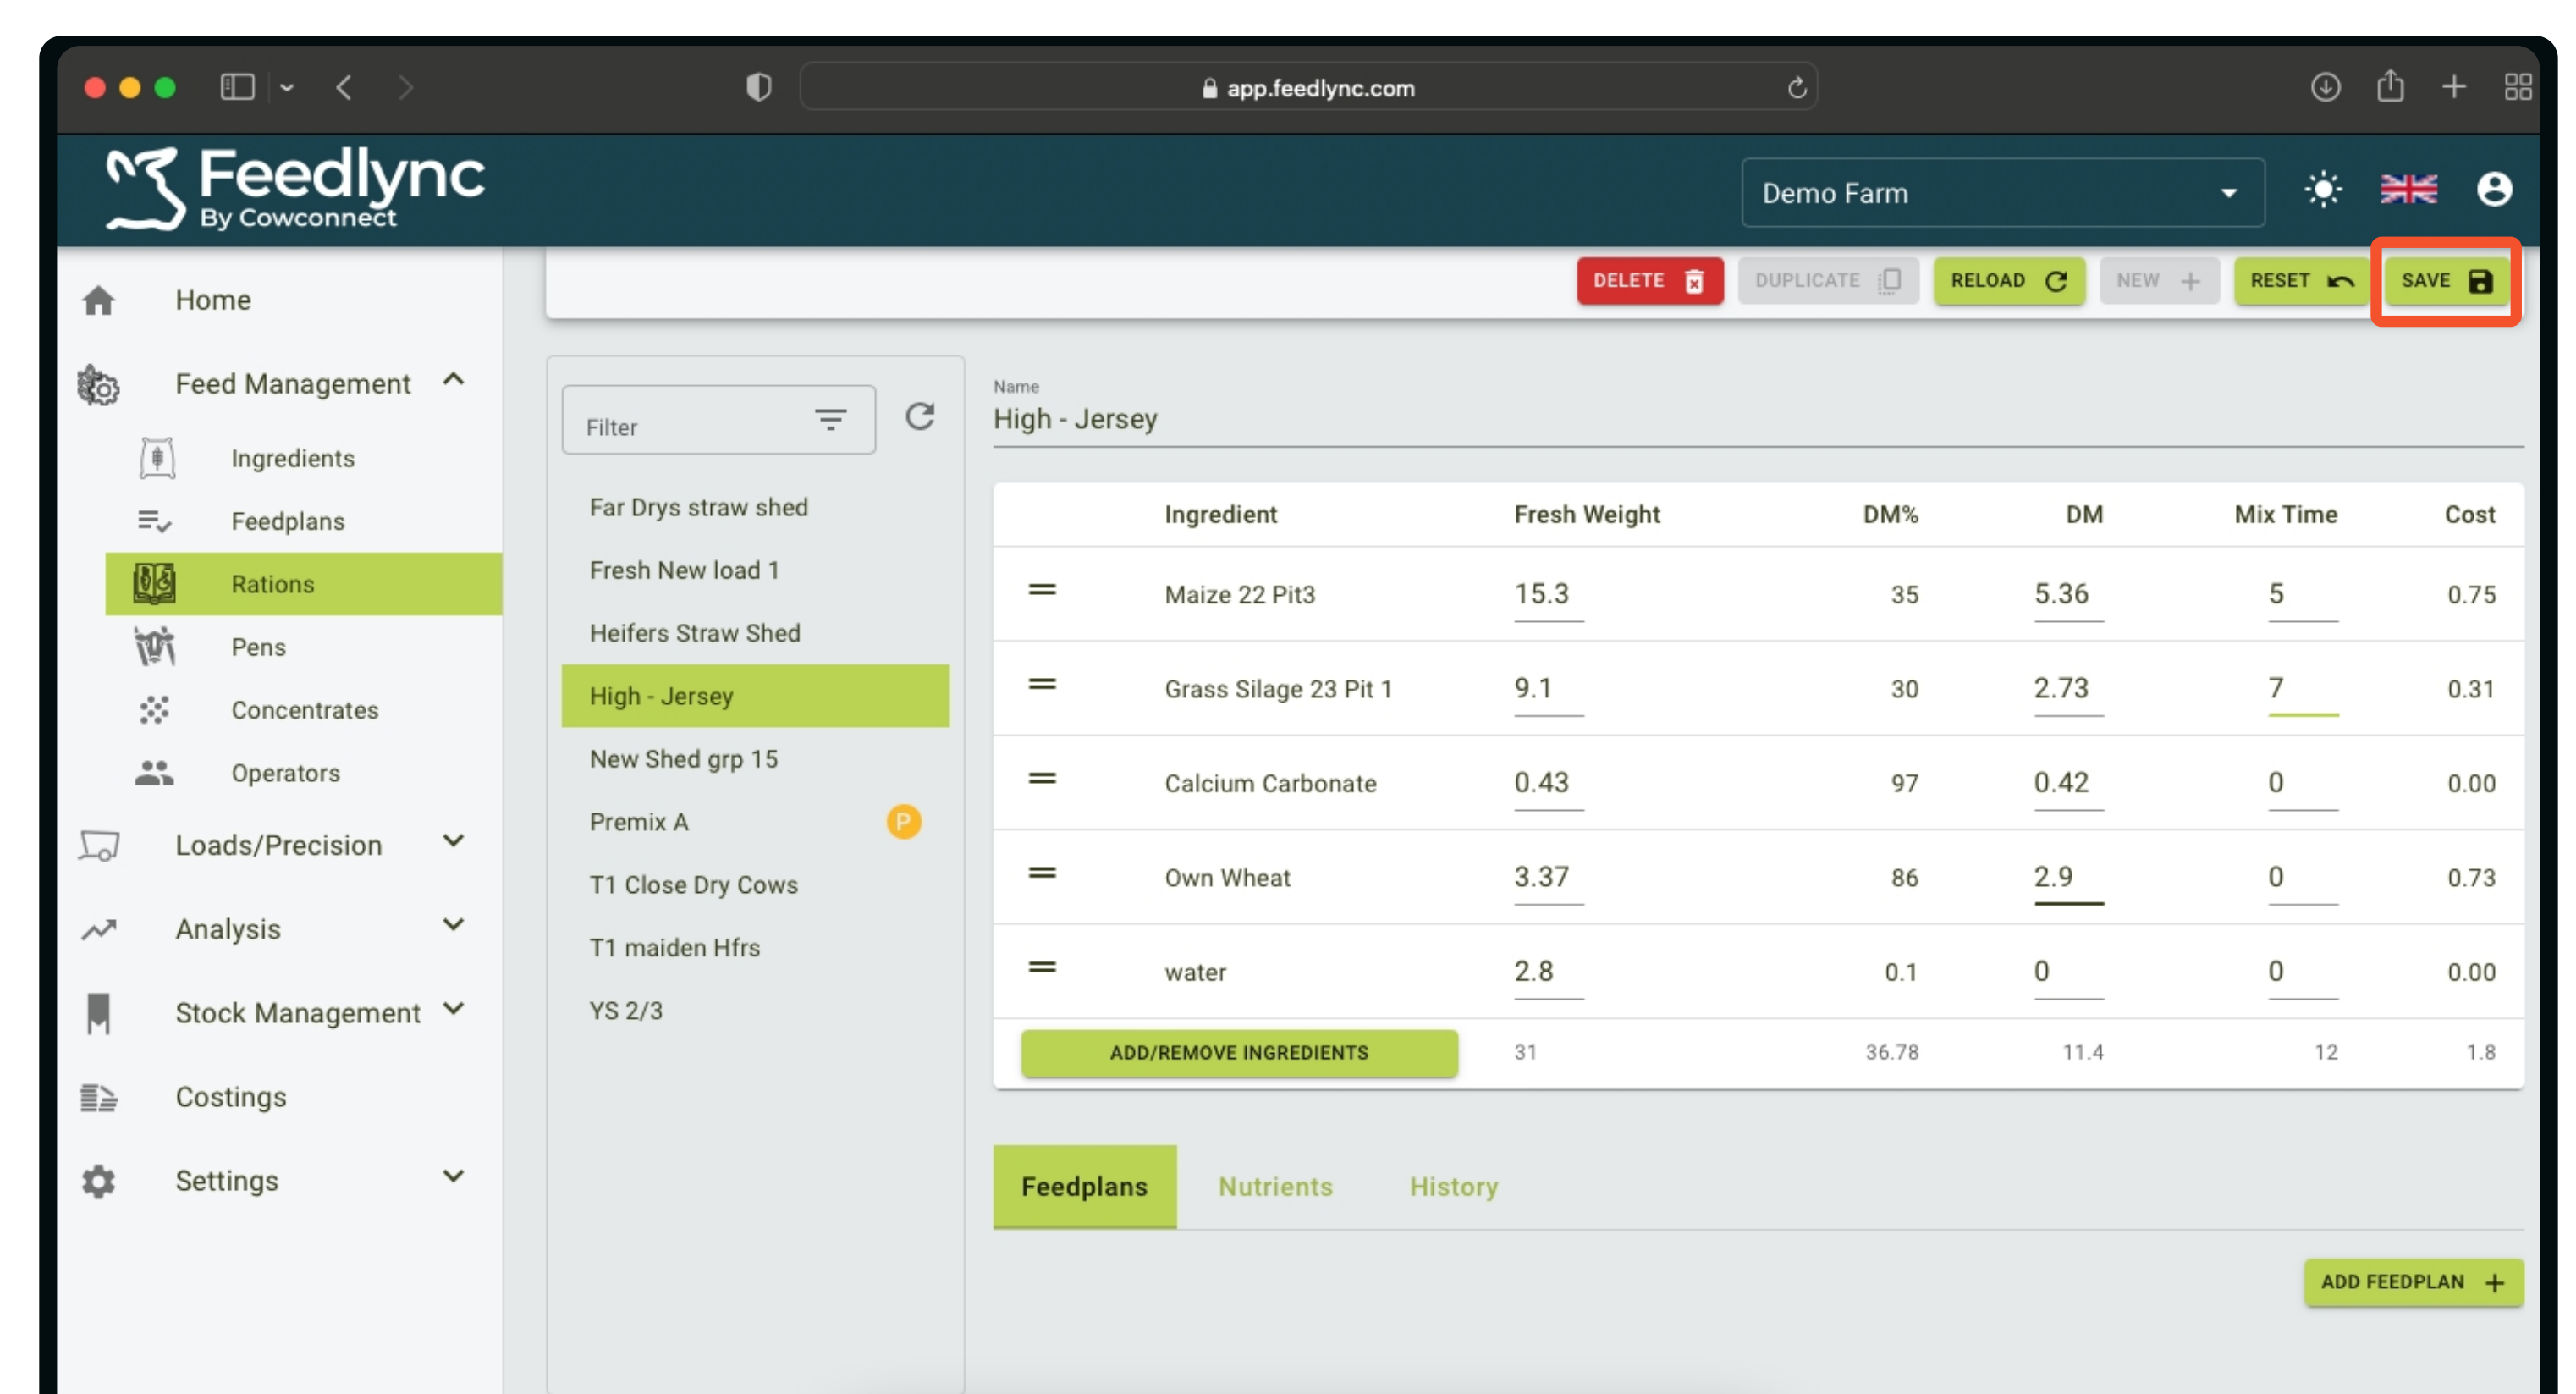 app.feedlync.com
Feedlync
By Cowconnect
Demo Farm
DELETE DUPLICATE RELOAD NEW + RESET SAVE
Home
Feed Management
Ingredients
Feedplans
Rations
Pens
Concentrates
Operators
Loads/Precision
Analysis
Stock Management
Costings
Settings
Filter
Far Drys straw shed
Fresh New load 1
Heifers Straw Shed
High - Jersey
New Shed grp 15
Premix A P
T1 Close Dry Cows
T1 maiden Hfrs
YS 2/3
Name
High - Jersey
Ingredient Fresh Weight DM% DM Mix Time Cost
Maize 22 Pit3 15.3 35 5.36 5 0.75
Grass Silage 23 Pit 1 9.1 30 2.73 7 0.31
Calcium Carbonate 0.43 97 0.42 0 0.00
Own Wheat 3.37 86 2.9 0 0.73
water 2.8 0.1 0 0 0.00
ADD/REMOVE INGREDIENTS 31 36.78 11.4 12 1.8
Feedplans Nutrients History
ADD FEEDPLAN +